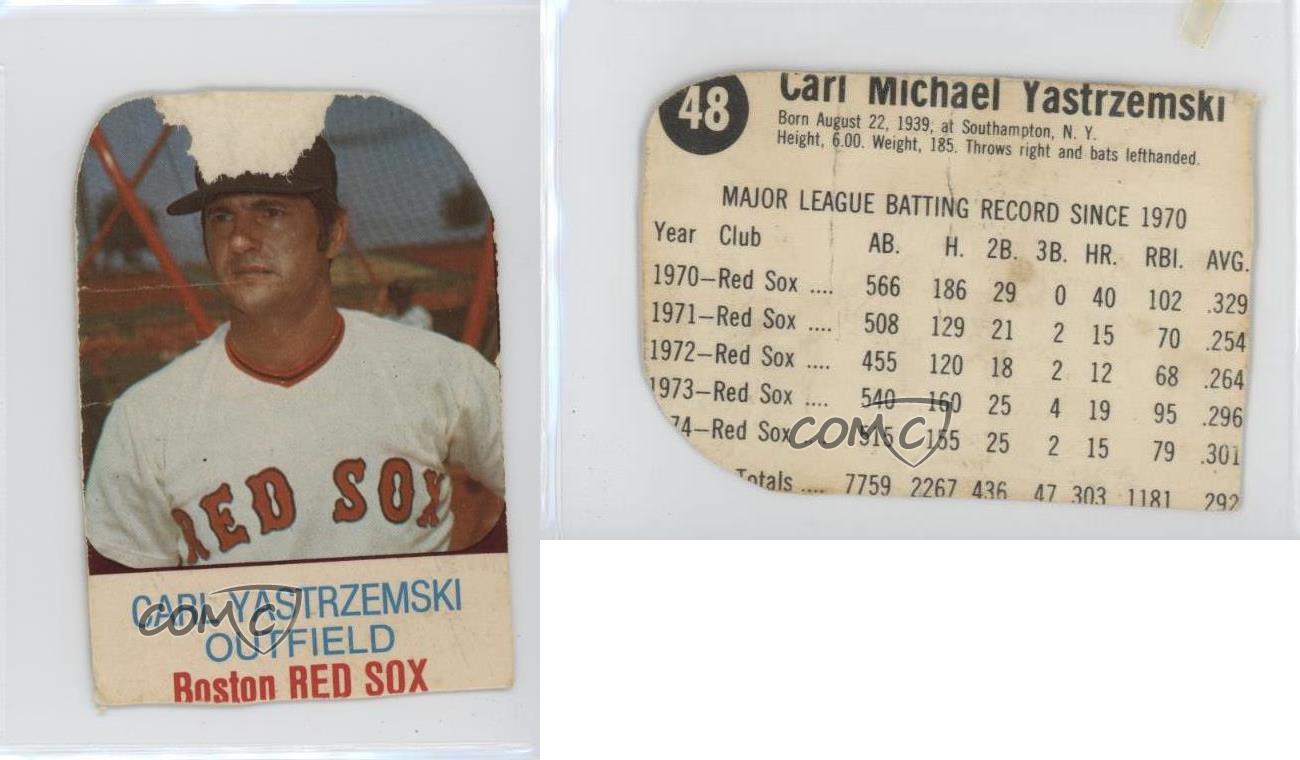 RED SOX
CARL YASTRZEMSKI
OUTFIELD
Boston RED SOX
COMC
48
Carl Michael Yastrzemski
Born August 22, 1939, at Southampton, N. Y.
Height, 6.00. Weight, 185. Throws right and bats lefthanded.
MAJOR LEAGUE BATTING RECORD SINCE 1970
Year Club AB. H. 2B. 3B. HR. RBI. AVG.
1970—Red Sox .... 566 186 29 0 40 102 .329
1971—Red Sox .... 508 129 21 2 15 70 .254
1972—Red Sox .... 455 120 18 2 12 68 .264
1973—Red Sox .... 540 160 25 4 19 95 .296
74—Red Sox 515 155 25 2 15 79 .301
Totals .... 7759 2267 436 47 303 1181 292
COMC